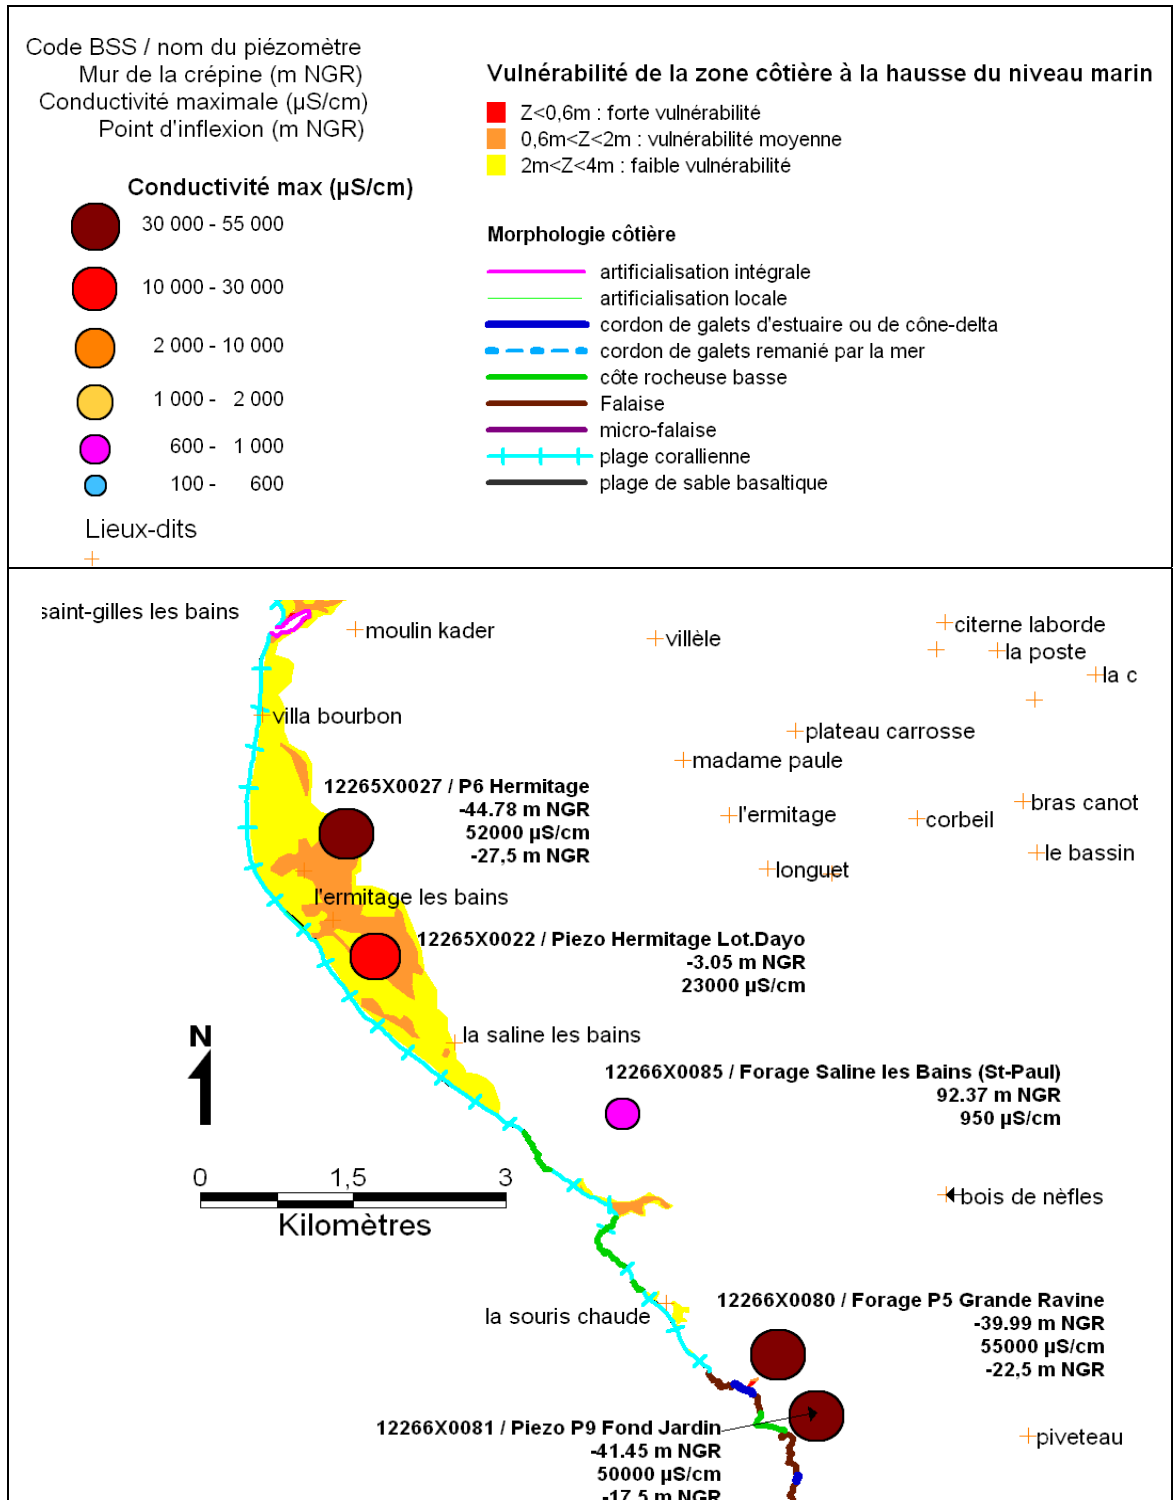 Code BSS / nom du piézomètre
Mur de la crépine (m NGR)
Conductivité maximale (µS/cm)
Point d'inflexion (m NGR)
Conductivité max (µS/cm)
30 000 - 55 000
10 000 - 30 000
2 000 - 10 000
1 000 - 2 000
600 - 1 000
100 - 600
Lieux-dits
Vulnérabilité de la zone côtière à la hausse du niveau marin
Z<0,6m : forte vulnérabilité
0,6m<Z<2m : vulnérabilité moyenne
2m<Z<4m : faible vulnérabilité
Morphologie côtière
artificialisation intégrale
artificialisation locale
cordon de galets d'estuaire ou de cône-delta
cordon de galets remanié par la mer
côte rocheuse basse
Falaise
micro-falaise
plage corallienne
plage de sable basaltique
saint-gilles les bains
moulin kader
villèle
citerne laborde
la poste
la c
villa bourbon
plateau carrosse
madame paule
12265X0027 / P6 Hermitage
-44.78 m NGR
52000 µS/cm
-27,5 m NGR
l'ermitage
corbeil
bras canot
le bassin
longuet
l'ermitage les bains
12265X0022 / Piezo Hermitage Lot.Dayo
-3.05 m NGR
23000 µS/cm
la saline les bains
N
12266X0085 / Forage Saline les Bains (St-Paul)
92.37 m NGR
950 µS/cm
0 1,5 3
Kilomètres
bois de nèfles
la souris chaude
12266X0080 / Forage P5 Grande Ravine
-39.99 m NGR
55000 µS/cm
-22,5 m NGR
12266X0081 / Piezo P9 Fond Jardin
-41.45 m NGR
50000 µS/cm
-17,5 m NGR
piveteau